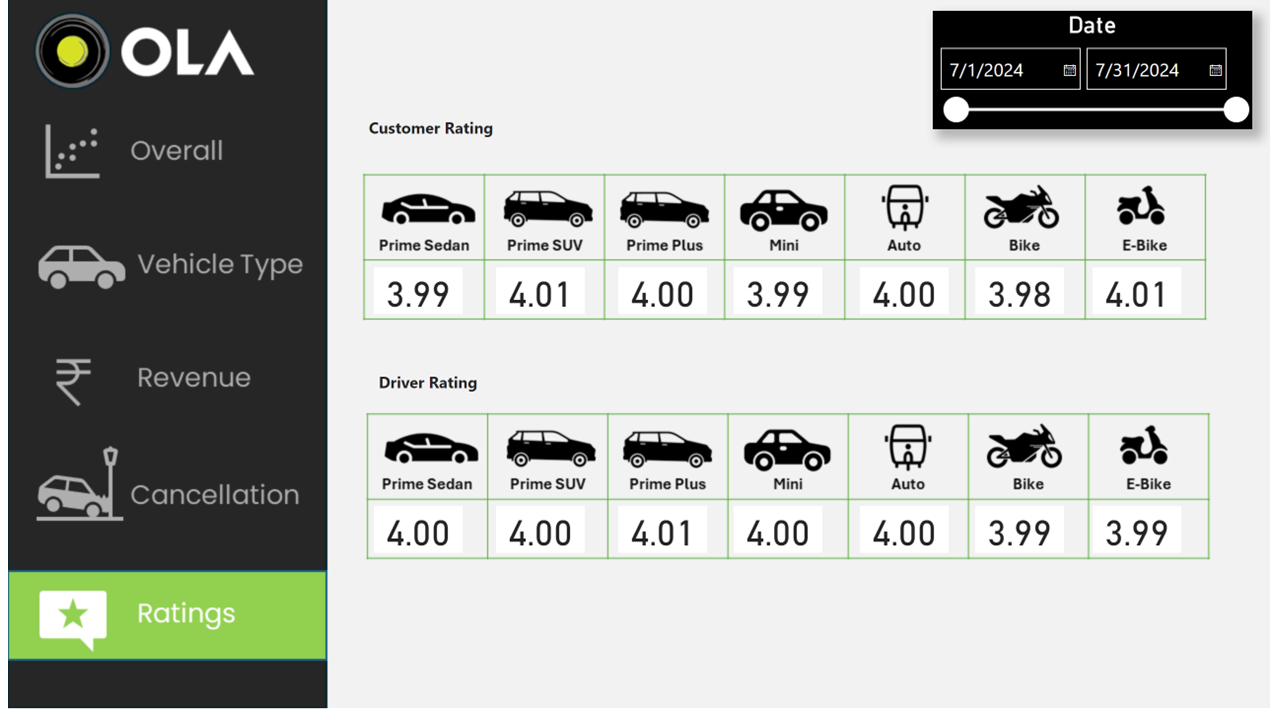 OLA
Overall
Vehicle Type
₹ Revenue
Cancellation
Ratings
Date
7/1/2024 7/31/2024
Customer Rating
Prime Sedan Prime SUV Prime Plus Mini Auto Bike E-Bike
3.99 4.01 4.00 3.99 4.00 3.98 4.01
Driver Rating
Prime Sedan Prime SUV Prime Plus Mini Auto Bike E-Bike
4.00 4.00 4.01 4.00 4.00 3.99 3.99